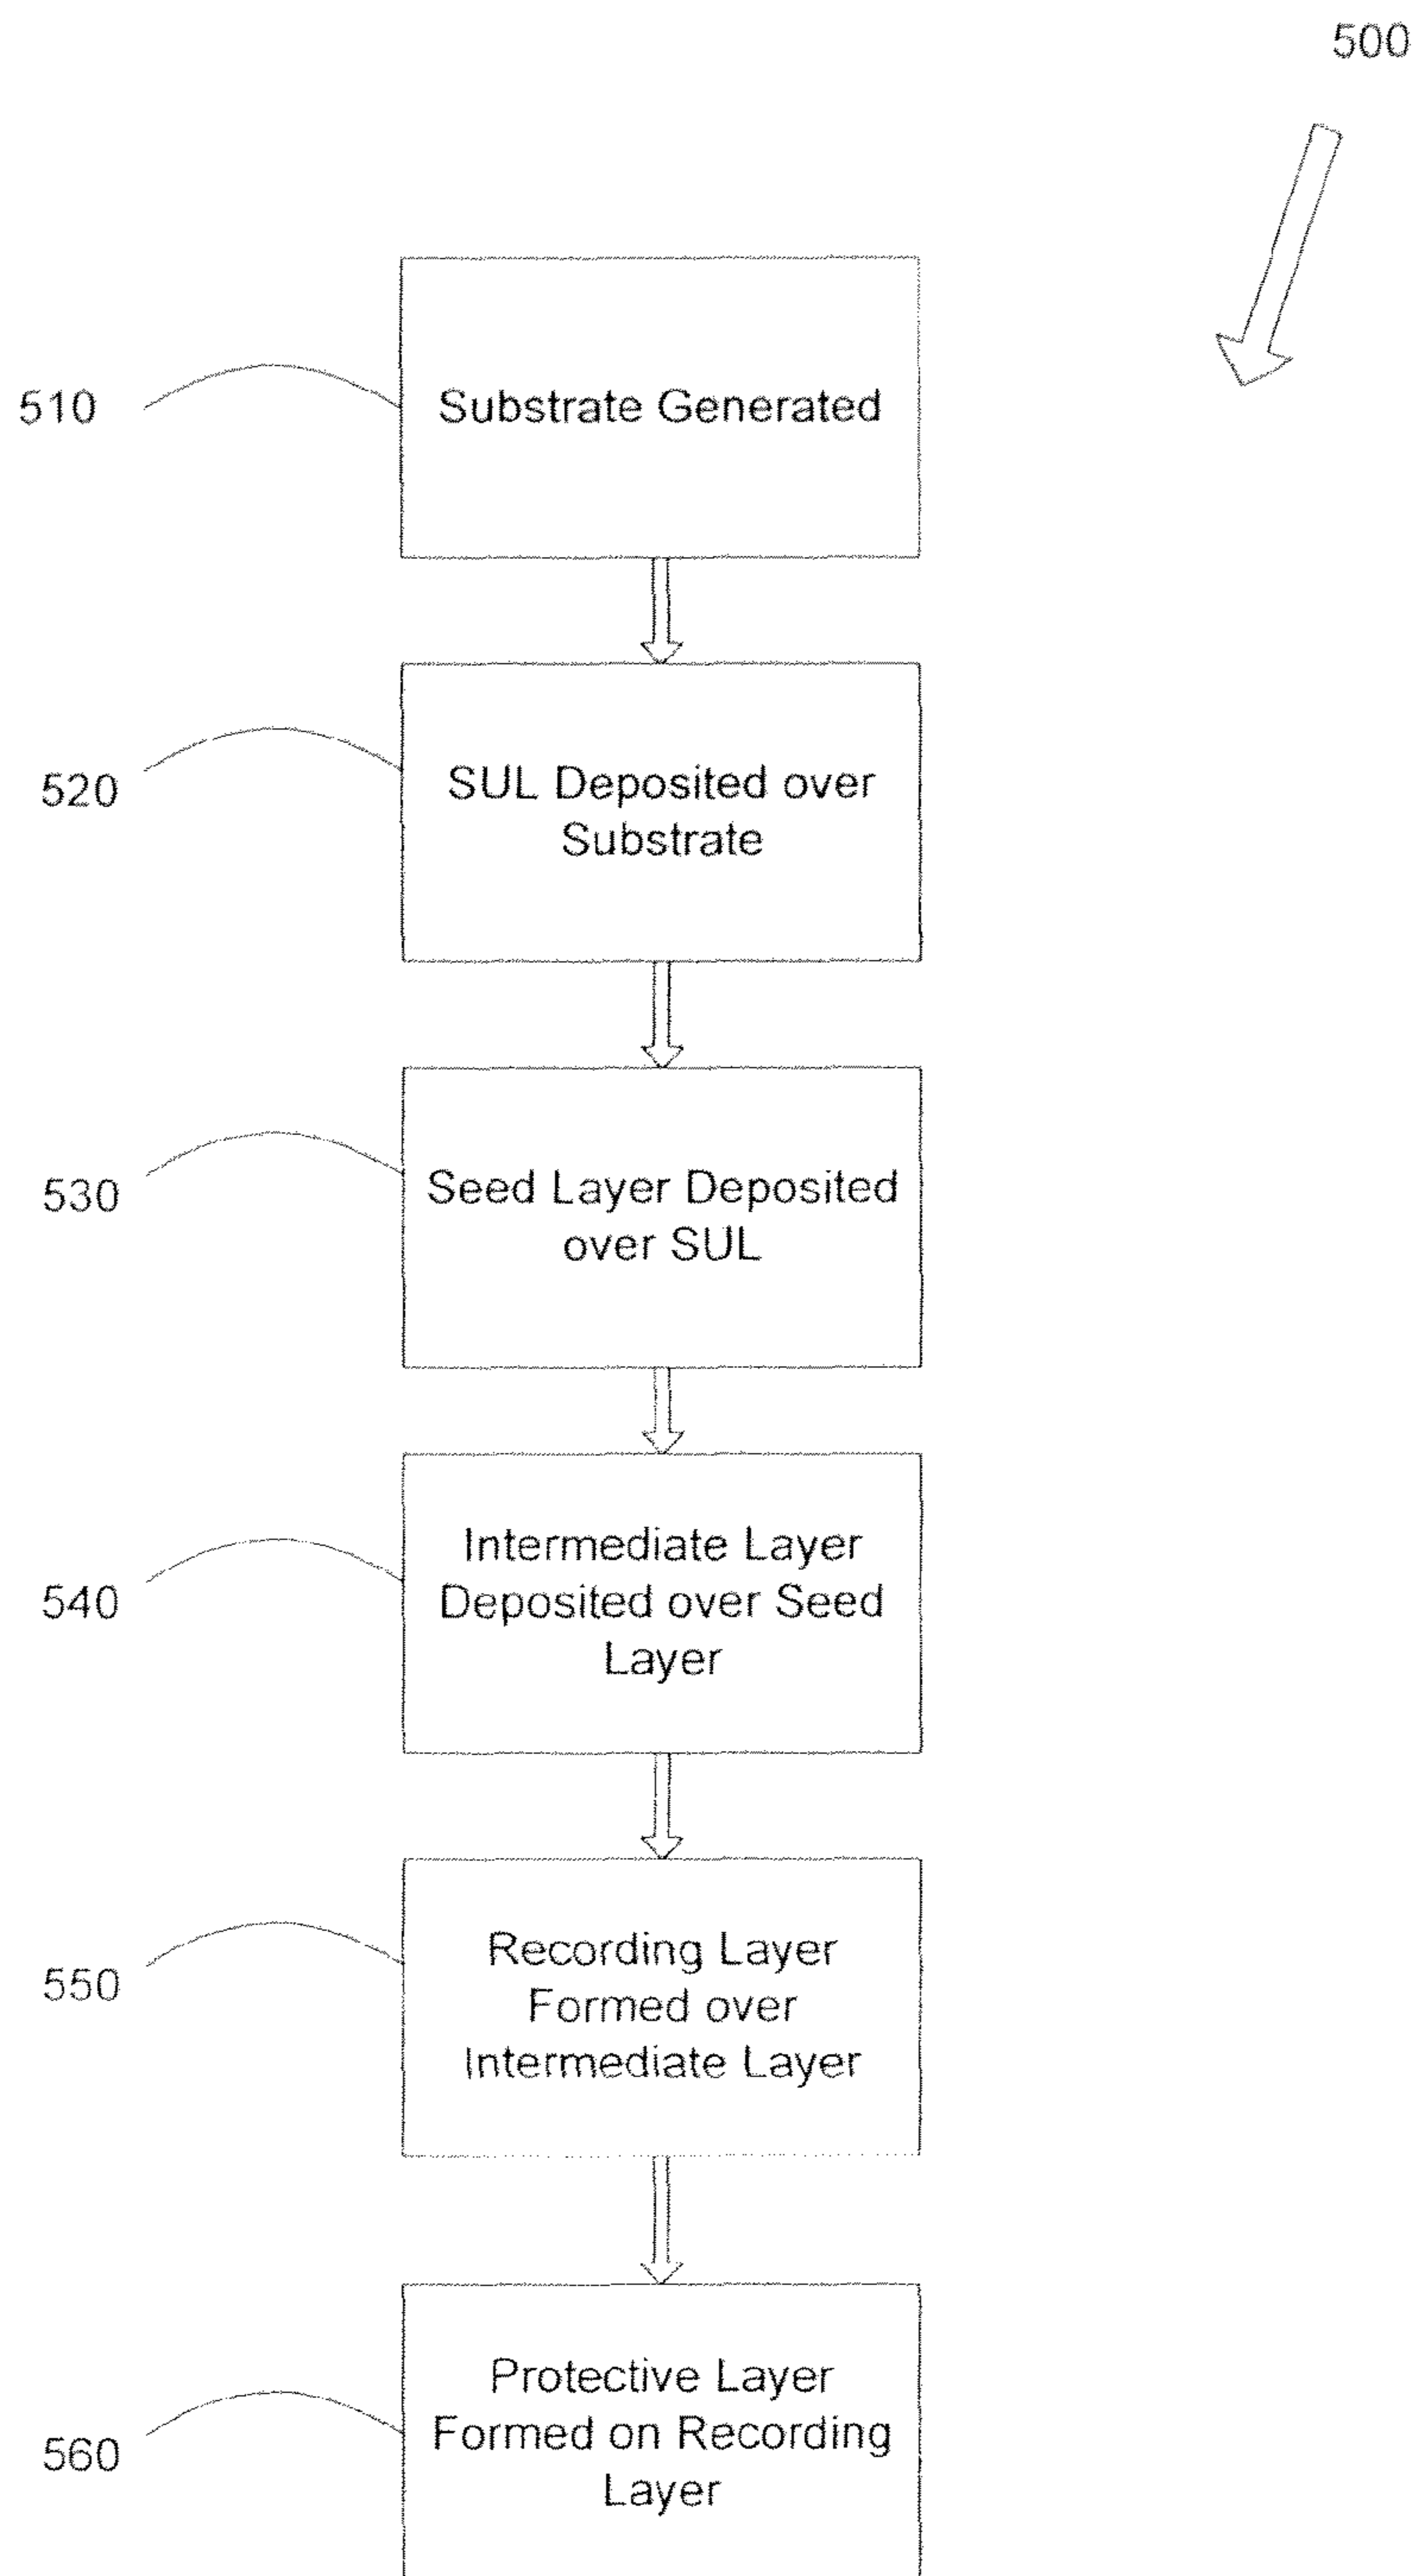 500
510
Substrate Generated
520
SUL Deposited over
Substrate
530
Seed Layer Deposited
over SUL
540
Intermediate Layer
Deposited over Seed
Layer
550
Recording Layer
Formed over
Intermediate Layer
560
Protective Layer
Formed on Recording
Layer